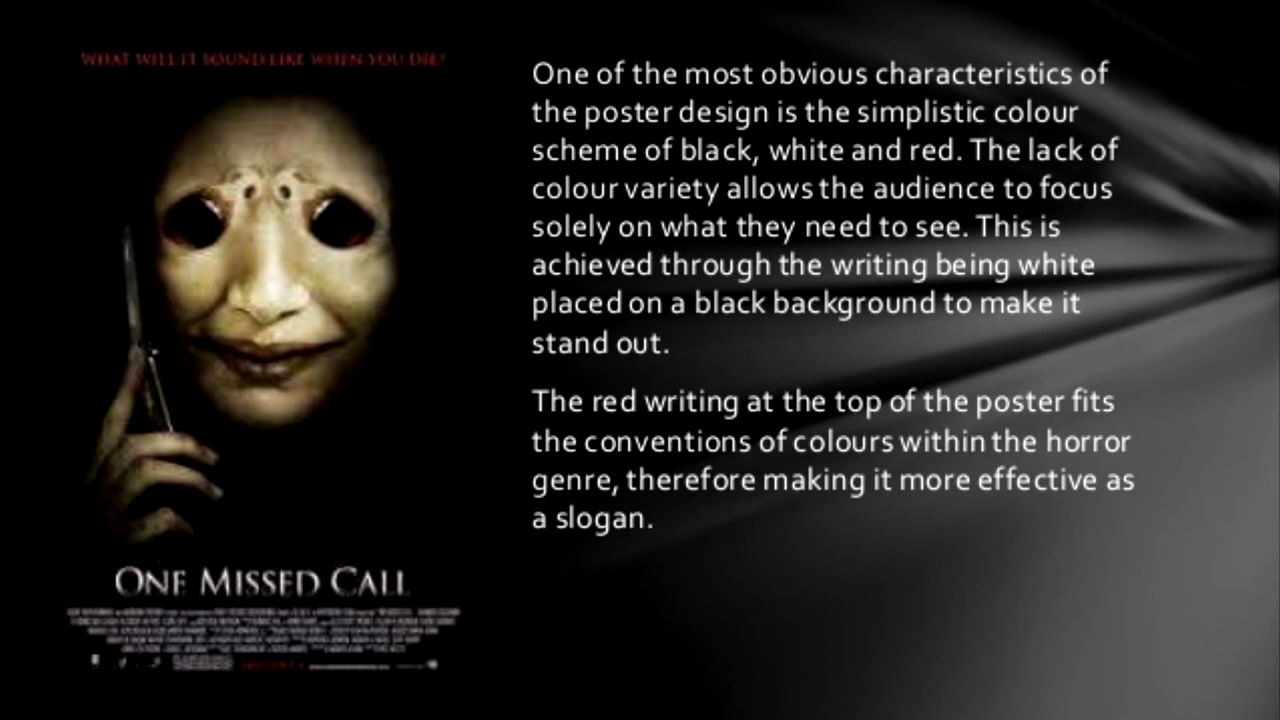 WHAT WILL IT SOUND LIKE WHEN YOU DIE?
One of the most obvious characteristics of
the poster design is the simplistic colour
scheme of black, white and red. The lack of
colour variety allows the audience to focus
solely on what they need to see. This is
achieved through the writing being white
placed on a black background to make it
stand out.
The red writing at the top of the poster fits
the conventions of colours within the horror
genre, therefore making it more effective as
a slogan.
ONE MISSED CALL